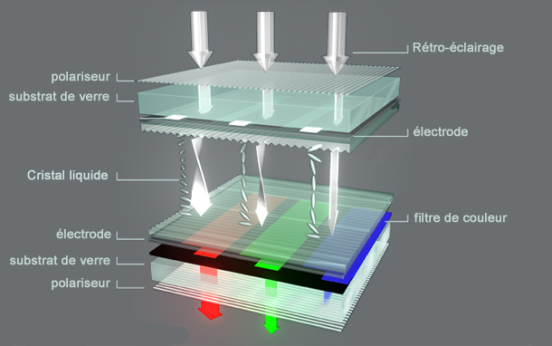 Rétro-éclairage
polariseur
substrat de verre
électrode
Cristal liquide
filtre de couleur
électrode
substrat de verre
polariseur